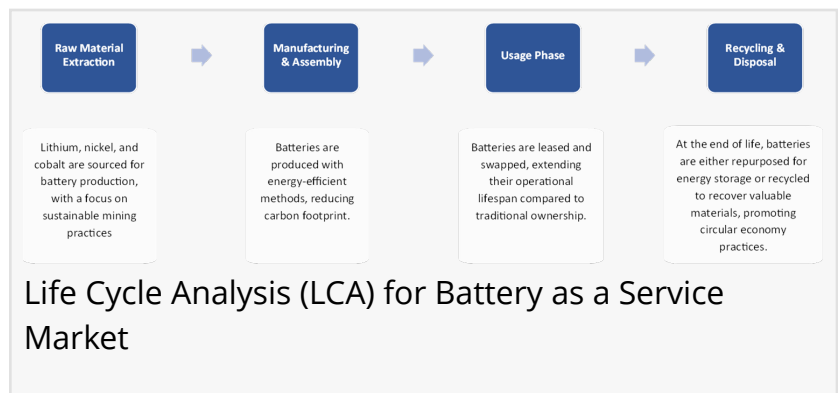 Raw Material
Extraction
Manufacturing
& Assembly
Usage Phase
Recycling &
Disposal
Lithium, nickel, and
cobalt are sourced for
battery production,
with a focus on
sustainable mining
practices
Batteries are
produced with
energy-efficient
methods, reducing
carbon footprint.
Batteries are leased and
swapped, extending
their operational
lifespan compared to
traditional ownership.
At the end of life, batteries
are either repurposed for
energy storage or recycled
to recover valuable
materials, promoting
circular economy
practices.
Life Cycle Analysis (LCA) for Battery as a Service
Market